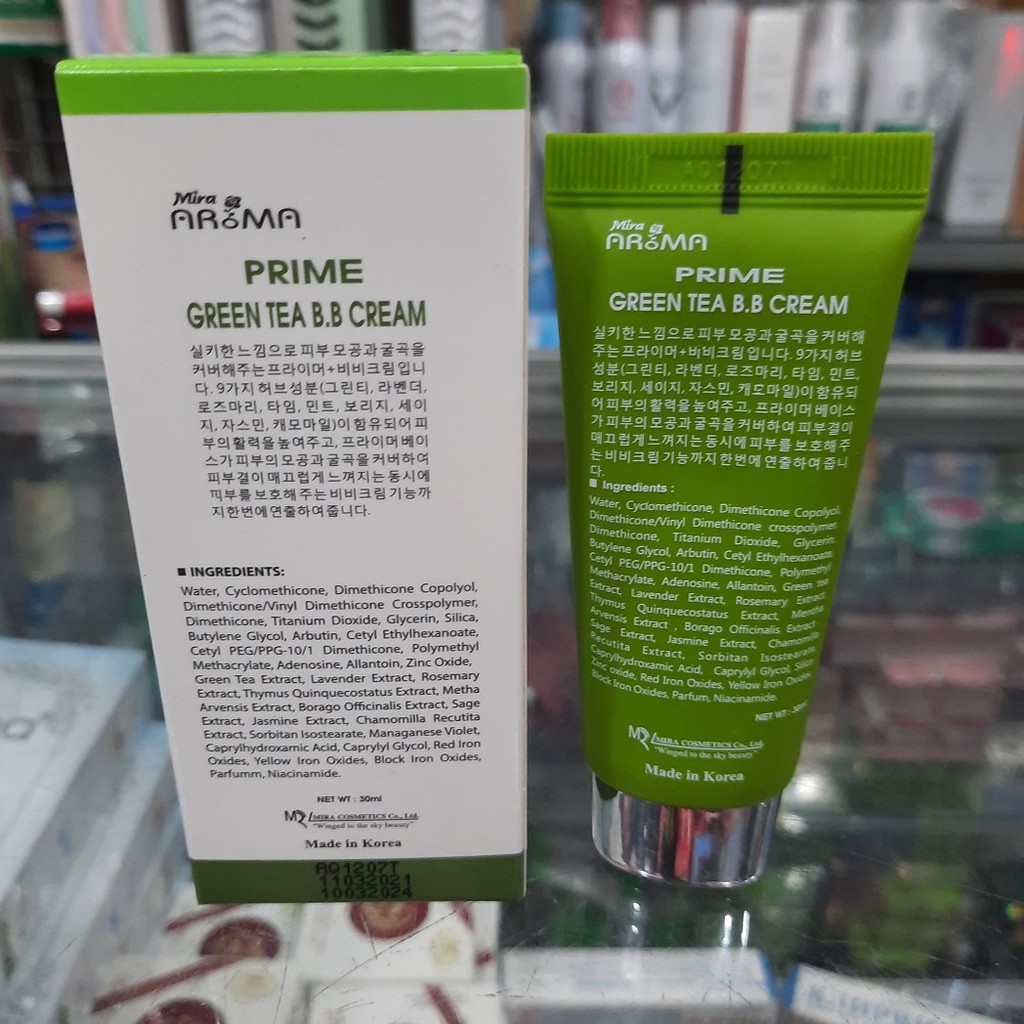 Mira
AROMA
PRIME
GREEN TEA B.B CREAM
실키한 느낌으로 피부 모공과 굴곡을
커버해주는 프라이머+비비크림입니
다. 9가지 허브성분(그린티, 라벤더,
로즈마리, 타임, 민트, 보리지, 세이
지, 자스민, 캐모마일)이 함유되어 피
부의 활력을 높여주고, 프라이머 베이
스가 피부의 모공과 굴곡을 커버하여
피부결이 매끄럽게 느껴지는 동시에
피부를 보호해 주는 비비크림 기능까
지 한번에 연출하여 줍니다.
■ INGREDIENTS:
Water, Cyclomethicone, Dimethicone Copolyol,
Dimethicone/Vinyl Dimethicone Crosspolymer,
Dimethicone, Titanium Dioxide, Glycerin, Silica,
Butylene Glycol, Arbutin, Cetyl Ethylhexanoate,
Cetyl PEG/PPG-10/1 Dimethicone, Polymethyl
Methacrylate, Adenosine, Allantoin, Zinc Oxide,
Green Tea Extract, Lavender Extract, Rosemary
Extract, Thymus Quinquecostatus Extract, Metha
Arvensis Extract, Borago Officinalis Extract, Sage
Extract, Jasmine Extract, Chamomilla Recutita
Extract, Sorbitan Isostearate, Managanese Violet,
Caprylhydroxamic Acid, Caprylyl Glycol, Red Iron
Oxides, Yellow Iron Oxides, Block Iron Oxides,
Parfumm, Niacinamide.
NET WT : 30ml
MIRA COSMETICS Co., Ltd.
"Winged to the sky beauty"
Made in Korea
AQ1207T
11032021
10032024
Mira
AROMA
PRIME
GREEN TEA B.B CREAM
실키한 느낌으로 피부 모공과 굴곡을 커버해
주는 프라이머+비비크림 입니다. 9가지 허브
성분(그린티, 라벤더, 로즈마리, 타임, 민트,
보리지, 세이지, 자스민, 캐모마일)이 함유되
어 피부의 활력을 높여주고, 프라이머 베이스
가 피부의 모공과 굴곡을 커버하여 피부결이
매끄럽게 느껴지는 동시에 피부를 보호해 주
는 비비크림 기능까지 한번에 연출하여 줍니
다.
■ Ingredients :
Water, Cyclomethicone, Dimethicone Copolyol,
Dimethicone/Vinyl Dimethicone crosspolymer,
Dimethicone, Titanium Dioxide, Glycerin,
Butylene Glycol, Arbutin, Cetyl Ethylhexanoate
Cetyl PEG/PPG-10/1 Dimethicone, Polymethyl
Methacrylate, Adenosine, Allantoin, Green tea
Extract, Lavender Extract, Rosemary Extract,
Thymus Quinquecostatus Extract, Mentha
Arvensis Extract , Borago Officinalis Extract
Sage Extract, Jasmine Extract, Chamomilla
Recutita Extract, Sorbitan Isostearate
Caprylhydroxamic Acid, Caprylyl Glycol, Silica
Zinc oxide, Red Iron Oxides, Yellow Iron Oxides
Block Iron Oxides, Parfum, Niacinamide.
NET WT : 30ml
MIRA COSMETICS Co., Ltd.
"Winged to the sky beauty"
Made in Korea